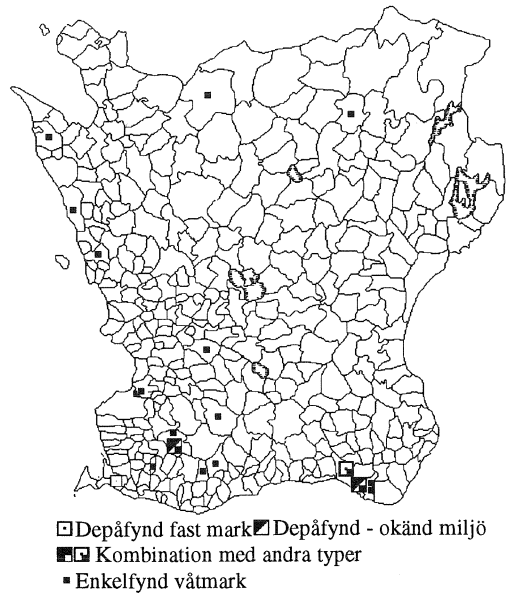 Depåfynd fast mark Depåfynd - okänd miljö
Kombination med andra typer
Enkelfynd våtmark